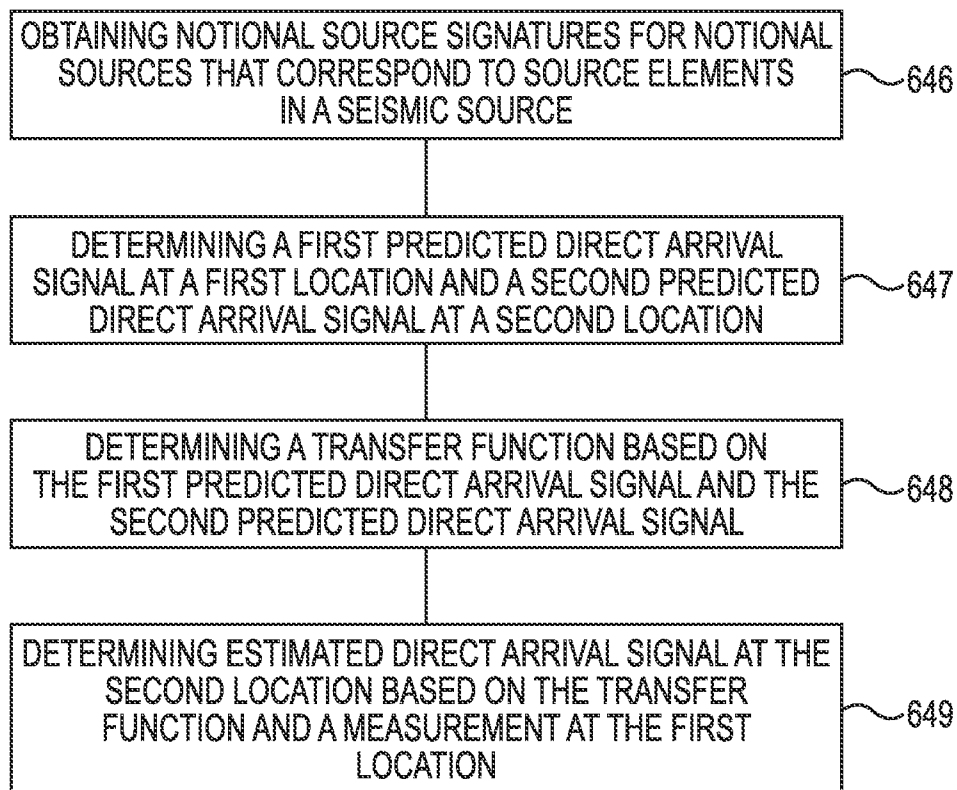 OBTAINING NOTIONAL SOURCE SIGNATURES FOR NOTIONAL
SOURCES THAT CORRESPOND TO SOURCE ELEMENTS
IN A SEISMIC SOURCE
646
DETERMINING A FIRST PREDICTED DIRECT ARRIVAL
SIGNAL AT A FIRST LOCATION AND A SECOND PREDICTED
DIRECT ARRIVAL SIGNAL AT A SECOND LOCATION
647
DETERMINING A TRANSFER FUNCTION BASED ON
THE FIRST PREDICTED DIRECT ARRIVAL SIGNAL AND THE
SECOND PREDICTED DIRECT ARRIVAL SIGNAL
648
DETERMINING ESTIMATED DIRECT ARRIVAL SIGNAL AT THE
SECOND LOCATION BASED ON THE TRANSFER
FUNCTION AND A MEASUREMENT AT THE FIRST
LOCATION
649